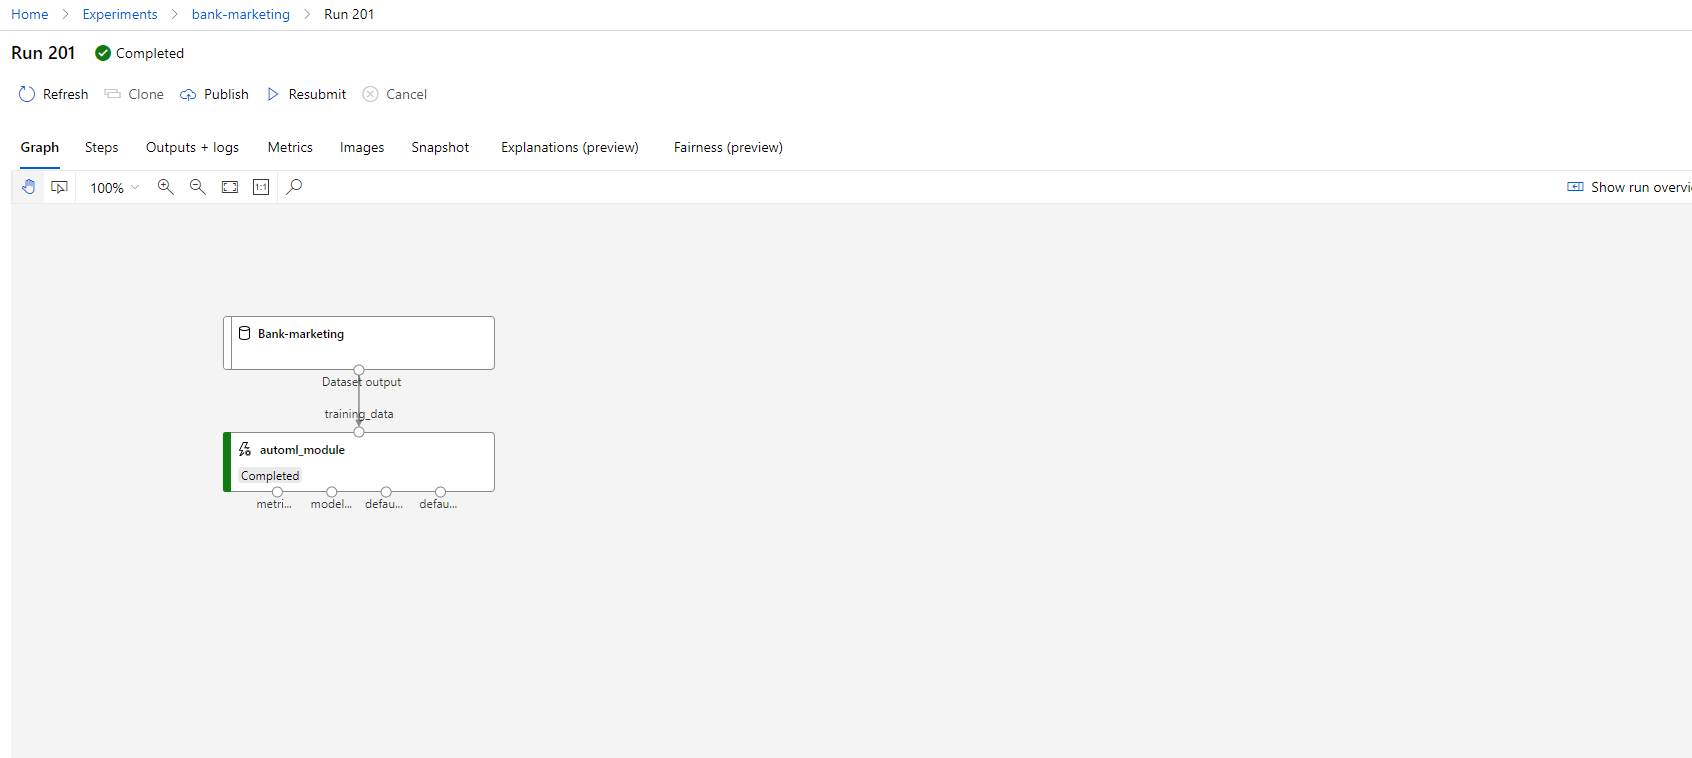 Home > Experiments > bank-marketing > Run 201
Run 201 Completed
Refresh Clone Publish Resubmit Cancel
Graph Steps Outputs + logs Metrics Images Snapshot Explanations (preview) Fairness (preview)
100% 1:1 Show run overvi
Bank-marketing
Dataset output
training_data
automl_module
Completed
metri... model... defau... defau...